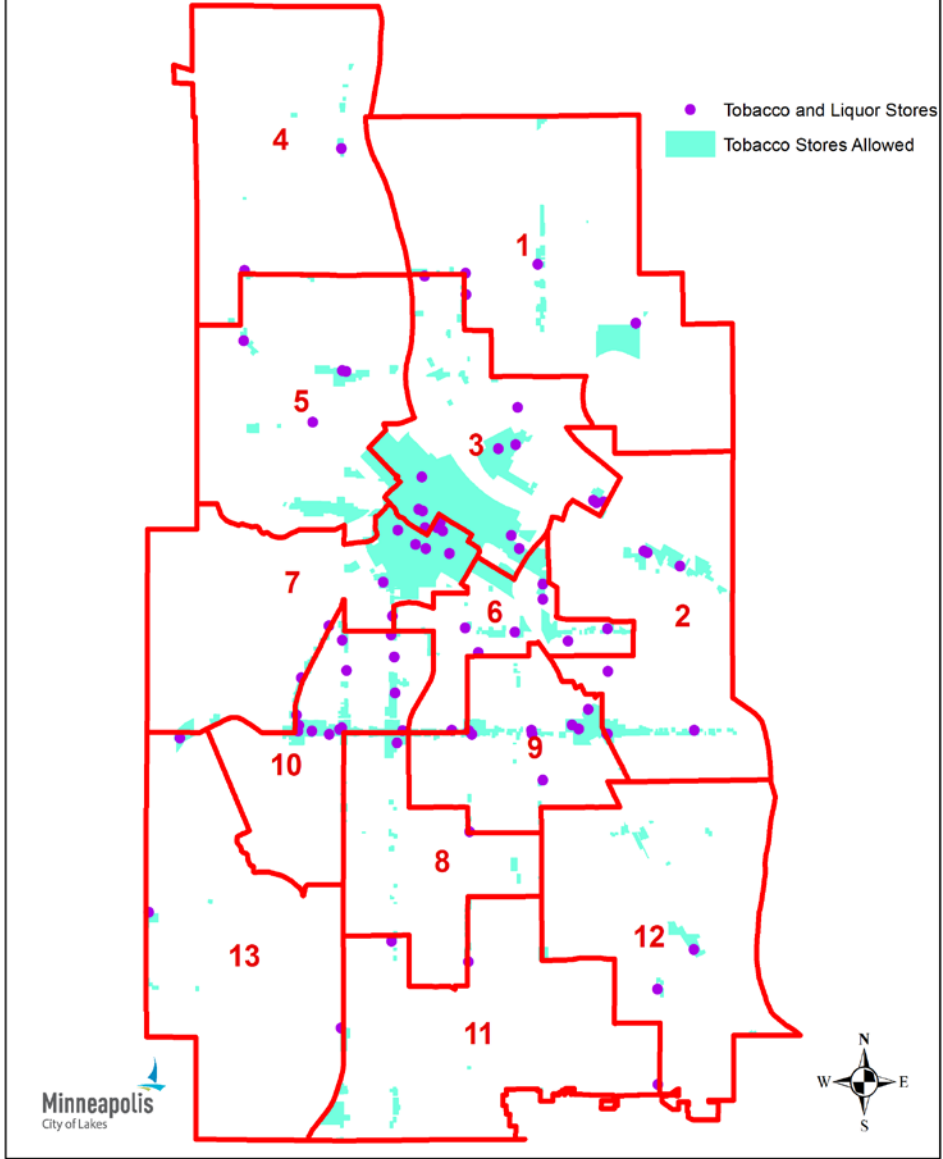 Tobacco and Liquor Stores
Tobacco Stores Allowed
4
1
5
3
7
6
2
9
10
8
12
13
11
N
W E
S
Minneapolis
City of Lakes